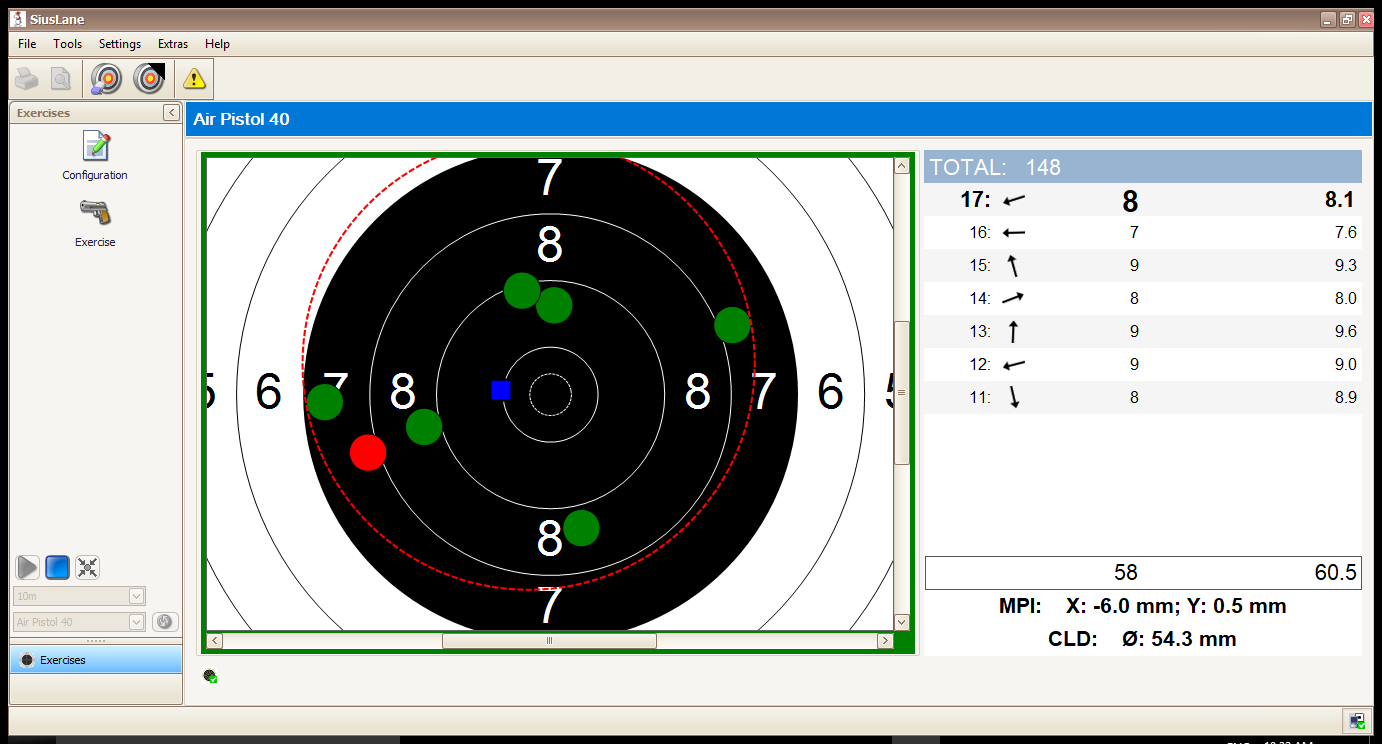 SiusLane
File Tools Settings Extras Help
Exercises
Configuration
Exercise
10m
Air Pistol 40
Exercises
Air Pistol 40
7
8
6 7 8 8 7 6
8
7
TOTAL: 148
17: 8 8.1
16: 7 7.6
15: 9 9.3
14: 8 8.0
13: 9 9.6
12: 9 9.0
11: 8 8.9
58 60.5
MPI: X: -6.0 mm; Y: 0.5 mm
CLD: Ø: 54.3 mm